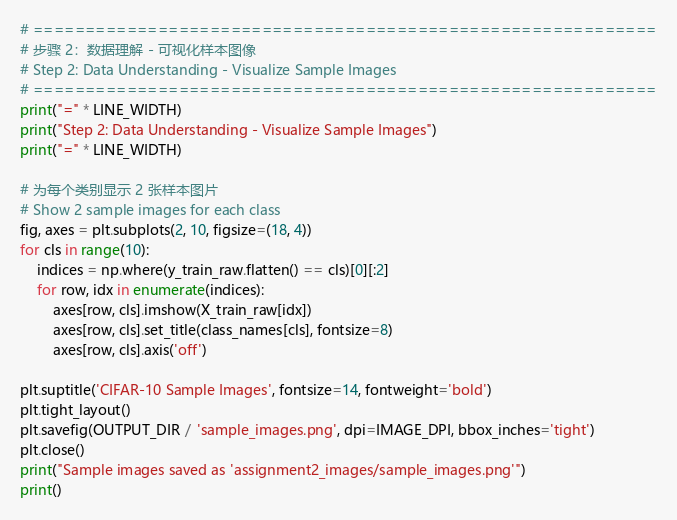 # ============================================================
# 步骤 2：数据理解 - 可视化样本图像
# Step 2: Data Understanding - Visualize Sample Images
# ============================================================
print("=" * LINE_WIDTH)
print("Step 2: Data Understanding - Visualize Sample Images")
print("=" * LINE_WIDTH)

# 为每个类别显示 2 张样本图片
# Show 2 sample images for each class
fig, axes = plt.subplots(2, 10, figsize=(18, 4))
for cls in range(10):
    indices = np.where(y_train_raw.flatten() == cls)[0][:2]
    for row, idx in enumerate(indices):
        axes[row, cls].imshow(X_train_raw[idx])
        axes[row, cls].set_title(class_names[cls], fontsize=8)
        axes[row, cls].axis('off')

plt.suptitle('CIFAR-10 Sample Images', fontsize=14, fontweight='bold')
plt.tight_layout()
plt.savefig(OUTPUT_DIR / 'sample_images.png', dpi=IMAGE_DPI, bbox_inches='tight')
plt.close()
print("Sample images saved as 'assignment2_images/sample_images.png'")
print()